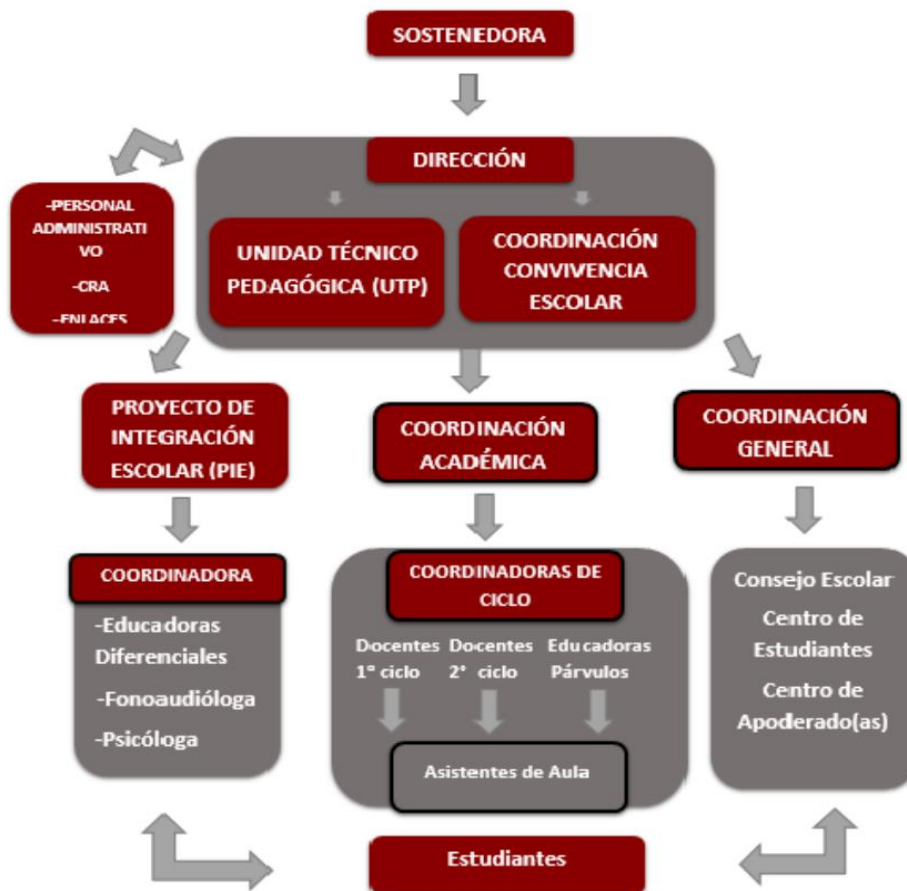 SOSTENEDORA
DIRECCIÓN
-PERSONAL
ADMINISTRATI
VO
-CRA
-ENLACES
UNIDAD TÉCNICO
PEDAGÓGICA (UTP)
COORDINACIÓN
CONVIVENCIA
ESCOLAR
PROYECTO DE
INTEGRACIÓN
ESCOLAR (PIE)
COORDINACIÓN
ACADÉMICA
COORDINACIÓN
GENERAL
COORDINADORA
-Educadoras
Diferenciales
-Fonoaudióloga
-Psicóloga
COORDINADORAS DE
CICLO
Docentes
1° ciclo
Docentes
2° ciclo
Educadoras
Párvulos
Asistentes de Aula
Consejo Escolar
Centro de
Estudiantes
Centro de
Apoderado(as)
Estudiantes